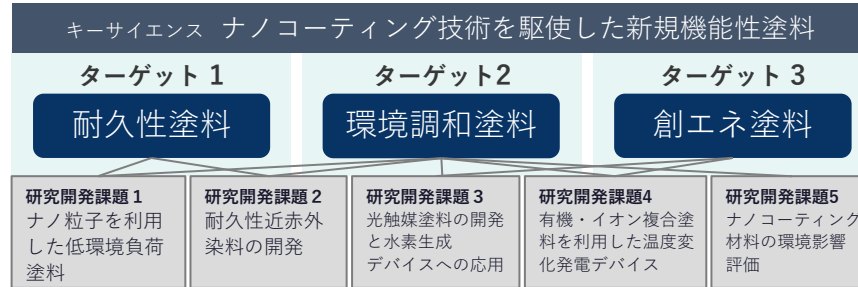 キーサイエンス ナノコーティング技術を駆使した新規機能性塗料
ターゲット 1
ターゲット2
ターゲット 3
耐久性塗料
環境調和塗料
創エネ塗料
研究開発課題 1
ナノ粒子を利用
した低環境負荷
塗料
研究開発課題 2
耐久性近赤外
染料の開発
研究開発課題 3
光触媒塗料の開発
と水素生成
デバイスへの応用
研究開発課題4
有機・イオン複合塗
料を利用した温度変
化発電デバイス
研究開発課題5
ナノコーティング
材料の環境影響
評価